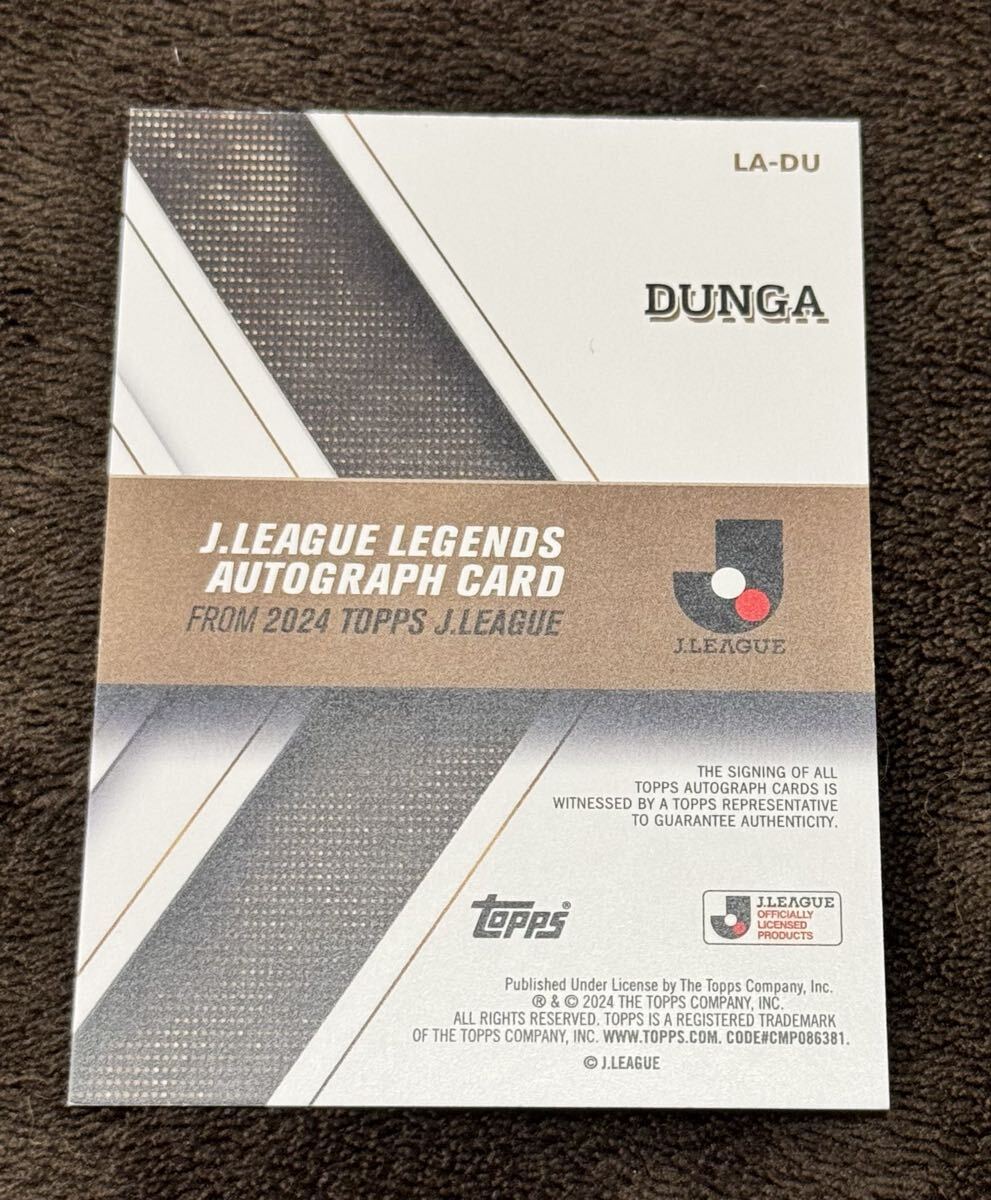 LA-DU
DUNGA
J.LEAGUE LEGENDS
AUTOGRAPH CARD
FROM 2024 TOPPS J.LEAGUE
J.LEAGUE
THE SIGNING OF ALL
TOPPS AUTOGRAPH CARDS IS
WITNESSED BY A TOPPS REPRESENTATIVE
TO GUARANTEE AUTHENTICITY.
Topps®
J.LEAGUE
OFFICIALLY
LICENSED
PRODUCTS
Published Under License by The Topps Company, Inc.
® & © 2024 THE TOPPS COMPANY, INC.
ALL RIGHTS RESERVED. TOPPS IS A REGISTERED TRADEMARK
OF THE TOPPS COMPANY, INC. WWW.TOPPS.COM. CODE#CMP086381.
© J.LEAGUE